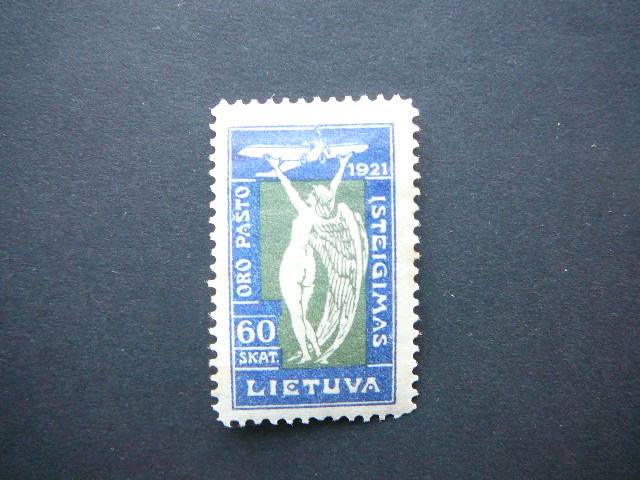 1921
ORO PAŠTO
ĮSTEIGIMAS
60
SKAT.
LIETUVA